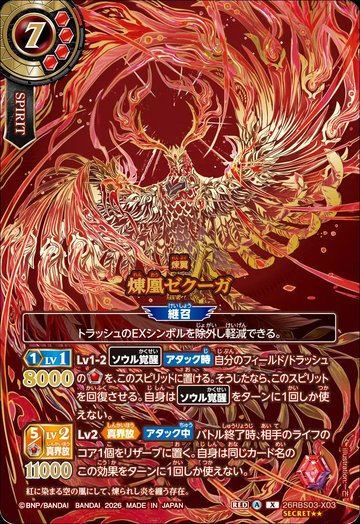 7
SPIRIT
煉凰
煉凰ゼクーガ
継召
トラッシュのEXシンボルを除外し軽減できる。
1 LV1 8000
Lv1-2 ソウル覚醒 アタック時 自分のフィールド/トラッシュ
の を、このスピリットに置ける。そうしたなら、このスピリット
を回復させる。自身は ソウル覚醒 をターンに1回しか使
えない。
5 LV2 真界放 11000
Lv2 真界放 アタック中 バトル終了時、相手のライフの
コア1個をリザーブに置く。自身は同じカード名の
この効果をターンに1回しか使えない。
紅に染まる空の嵐にして、煉られし炎を纏う存在。
©BNP/BANDAI BANDAI 2026 MADE IN JAPAN
RED A X 26RBS03-X03
SECRET★★